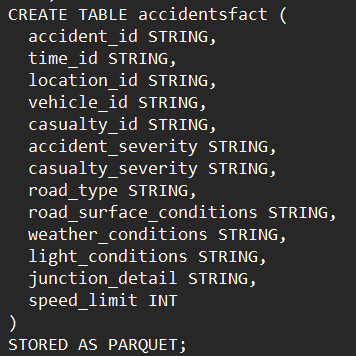 CREATE TABLE accidentsfact (
  accident_id STRING,
  time_id STRING,
  location_id STRING,
  vehicle_id STRING,
  casualty_id STRING,
  accident_severity STRING,
  casualty_severity STRING,
  road_type STRING,
  road_surface_conditions STRING,
  weather_conditions STRING,
  light_conditions STRING,
  junction_detail STRING,
  speed_limit INT
)
STORED AS PARQUET;